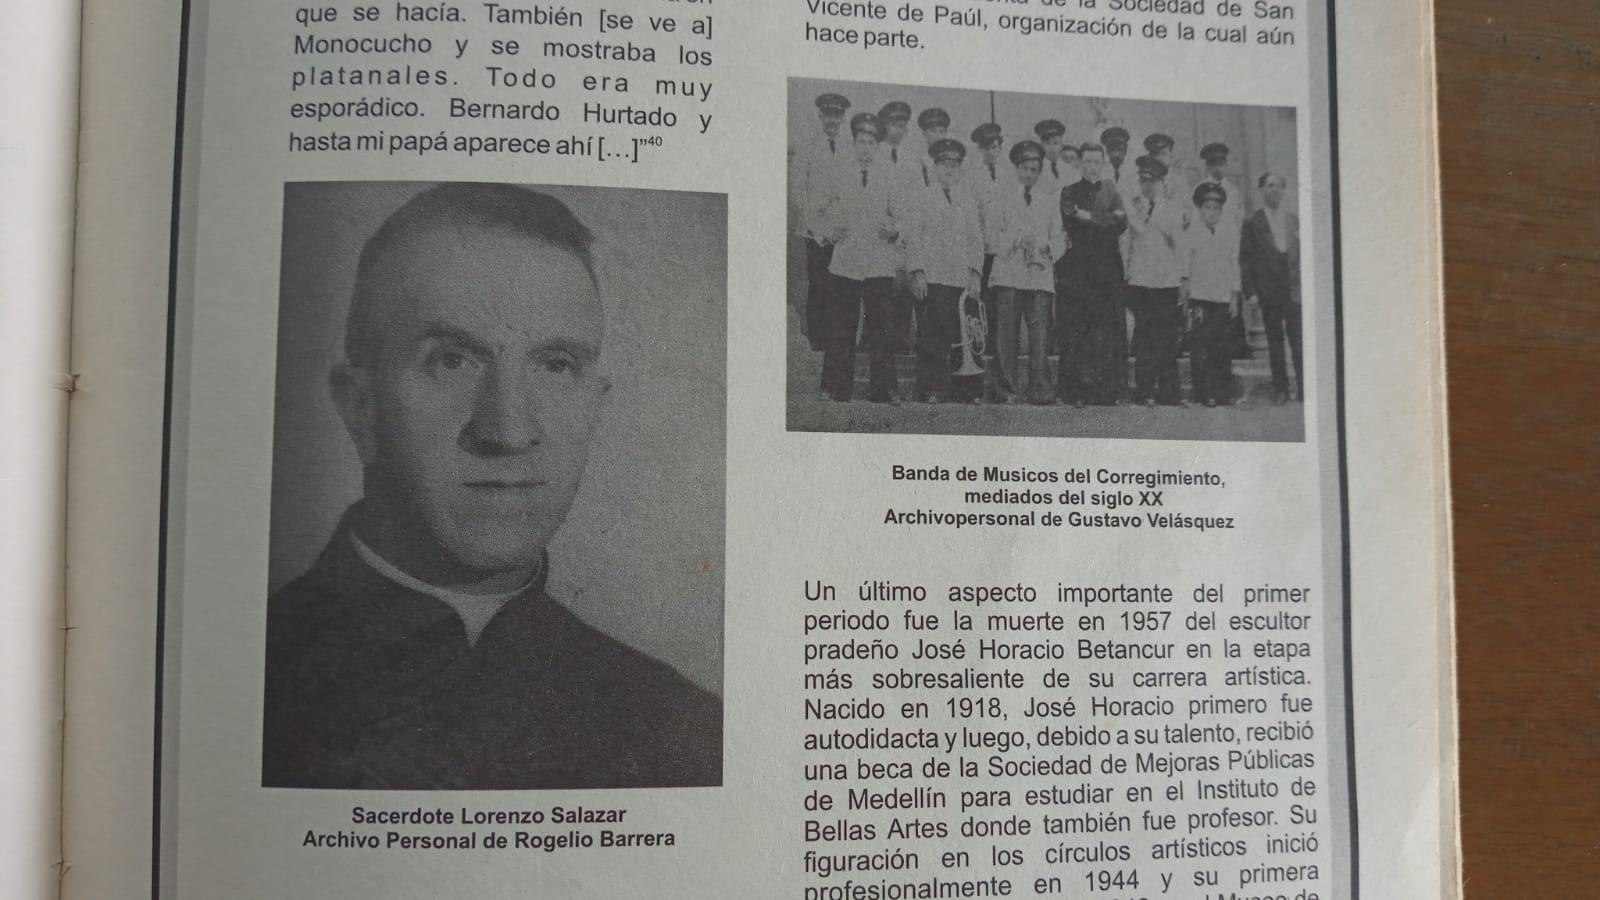 que se hacía. También [se ve a]
Monocucho y se mostraba los
platanales. Todo era muy
esporádico. Bernardo Hurtado y
hasta mi papá aparece ahí [...]”40
Sacerdote Lorenzo Salazar
Archivo Personal de Rogelio Barrera
de la Sociedad de San
Vicente de Paúl, organización de la cual aún
hace parte.
Banda de Musicos del Corregimiento,
mediados del siglo XX
Archivopersonal de Gustavo Velásquez
Un último aspecto importante del primer
periodo fue la muerte en 1957 del escultor
pradeño José Horacio Betancur en la etapa
más sobresaliente de su carrera artística.
Nacido en 1918, José Horacio primero fue
autodidacta y luego, debido a su talento, recibió
una beca de la Sociedad de Mejoras Públicas
de Medellín para estudiar en el Instituto de
Bellas Artes donde también fue profesor. Su
figuración en los círculos artísticos inició
profesionalmente en 1944 y su primera